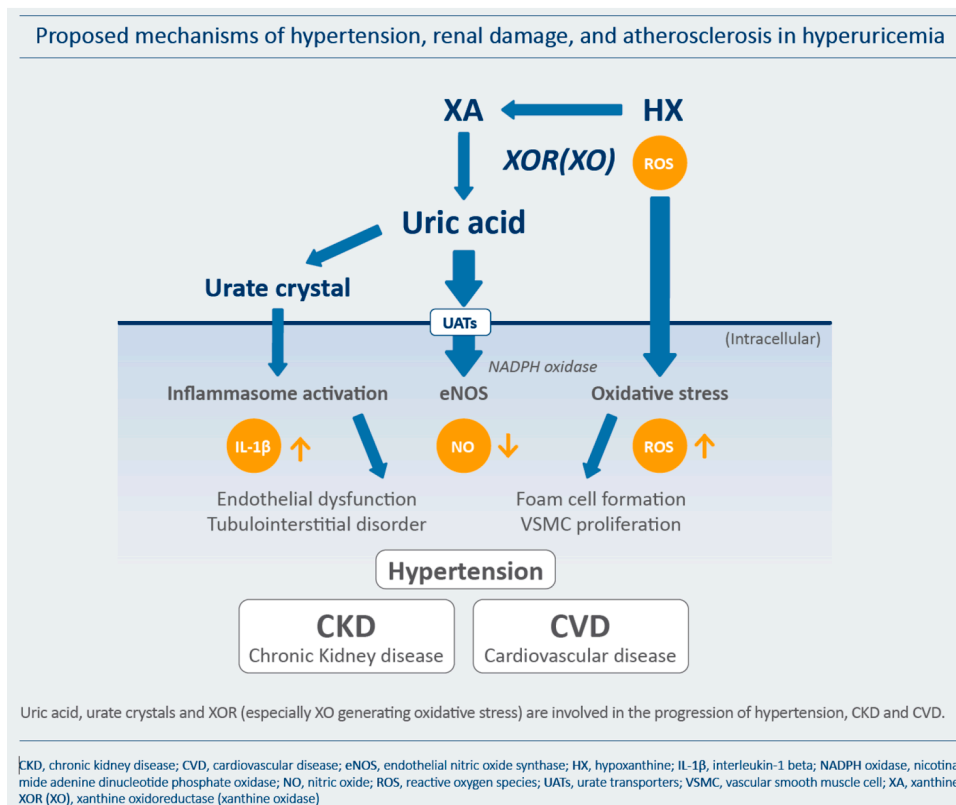 Proposed mechanisms of hypertension, renal damage, and atherosclerosis in hyperuricemia
XA
HX
XOR(XO)
ROS
Uric acid
Urate crystal
UATs
(Intracellular)
NADPH oxidase
Inflammasome activation
eNOS
Oxidative stress
IL-1β ↑
NO ↓
ROS ↑
Endothelial dysfunction
Tubulointerstitial disorder
Foam cell formation
VSMC proliferation
Hypertension
CKD
Chronic Kidney disease
CVD
Cardiovascular disease
Uric acid, urate crystals and XOR (especially XO generating oxidative stress) are involved in the progression of hypertension, CKD and CVD.
CKD, chronic kidney disease; CVD, cardiovascular disease; eNOS, endothelial nitric oxide synthase; HX, hypoxanthine; IL-1β, interleukin-1 beta; NADPH oxidase, nicotina
mide adenine dinucleotide phosphate oxidase; NO, nitric oxide; ROS, reactive oxygen species; UATs, urate transporters; VSMC, vascular smooth muscle cell; XA, xanthine
XOR (XO), xanthine oxidoreductase (xanthine oxidase)